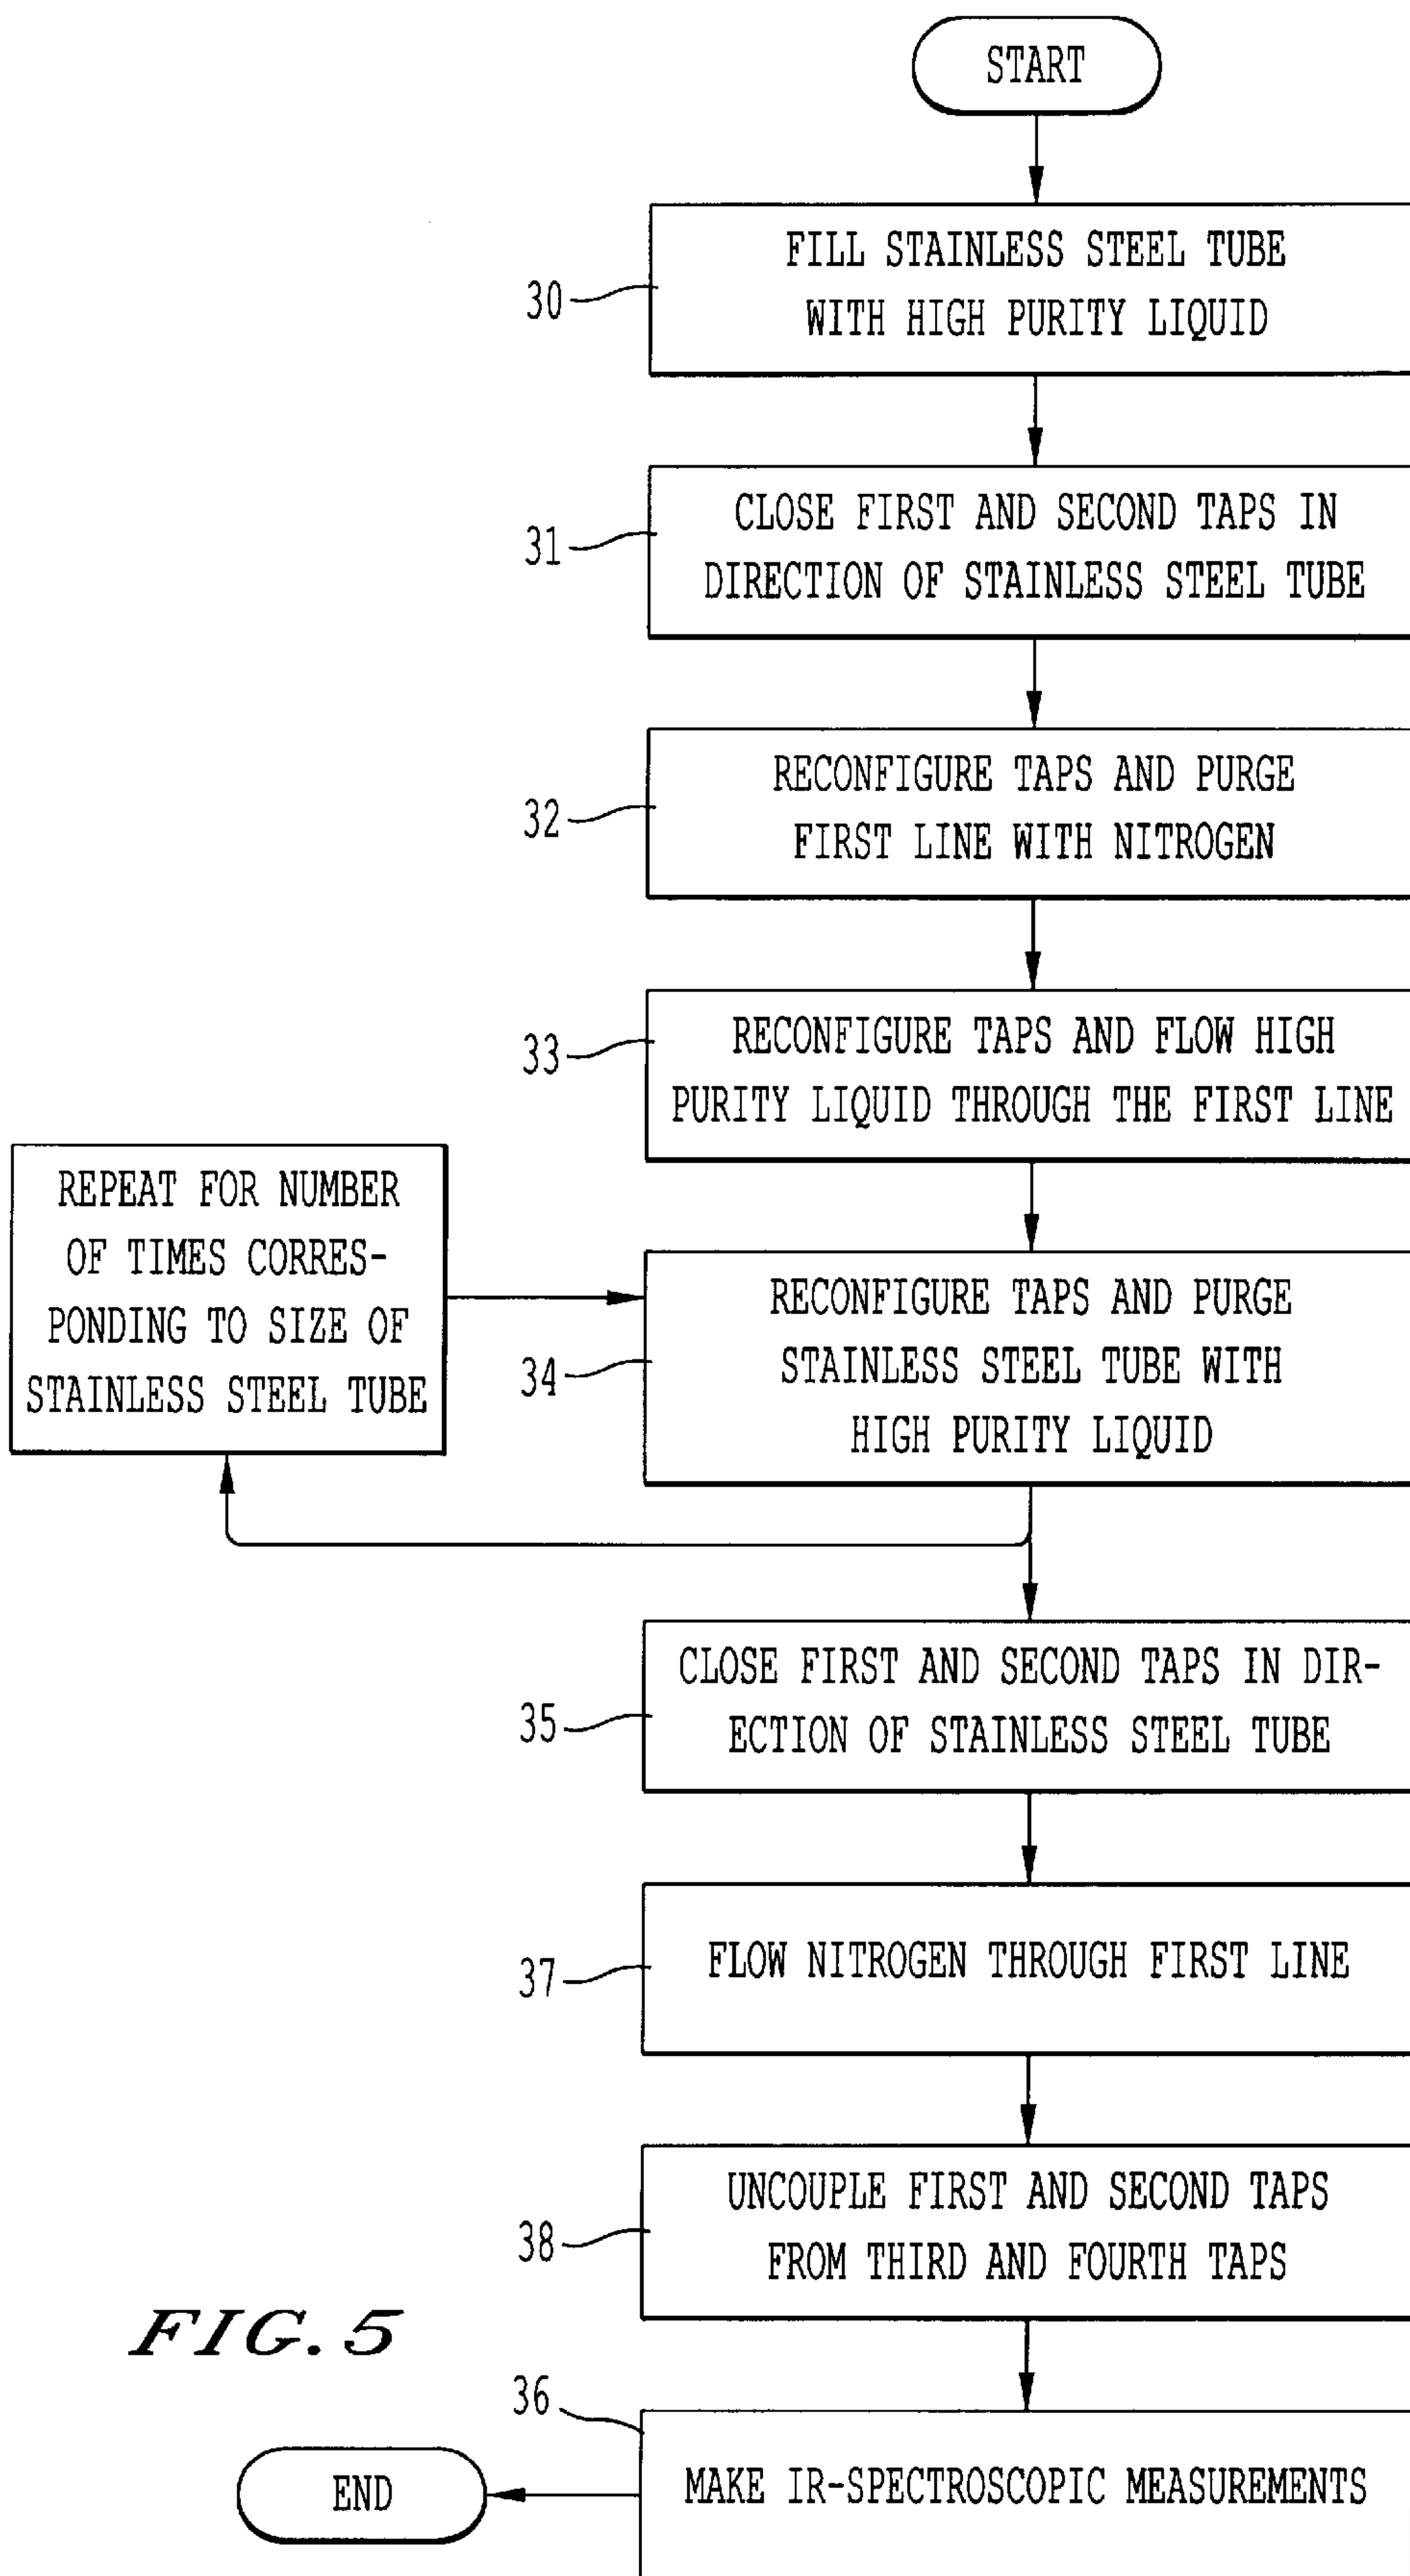 START
FILL STAINLESS STEEL TUBE
WITH HIGH PURITY LIQUID
30
CLOSE FIRST AND SECOND TAPS IN
DIRECTION OF STAINLESS STEEL TUBE
31
RECONFIGURE TAPS AND PURGE
FIRST LINE WITH NITROGEN
32
RECONFIGURE TAPS AND FLOW HIGH
PURITY LIQUID THROUGH THE FIRST LINE
33
REPEAT FOR NUMBER
OF TIMES CORRES-
PONDING TO SIZE OF
STAINLESS STEEL TUBE
RECONFIGURE TAPS AND PURGE
STAINLESS STEEL TUBE WITH
HIGH PURITY LIQUID
34
CLOSE FIRST AND SECOND TAPS IN DIR-
ECTION OF STAINLESS STEEL TUBE
35
FLOW NITROGEN THROUGH FIRST LINE
37
UNCOUPLE FIRST AND SECOND TAPS
FROM THIRD AND FOURTH TAPS
38
FIG. 5
36
MAKE IR-SPECTROSCOPIC MEASUREMENTS
END